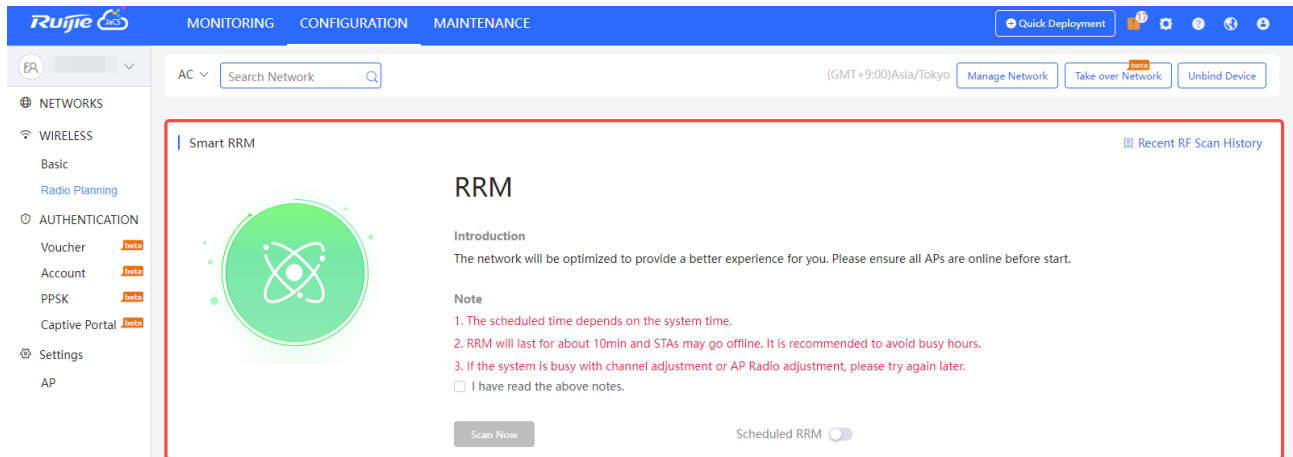 Ruijie JaCS MONITORING CONFIGURATION MAINTENANCE Quick Deployment 17
FR
AC Search Network (GMT+9:00)Asia/Tokyo Manage Network Take over Network beta Unbind Device
NETWORKS
WIRELESS
Basic
Radio Planning
AUTHENTICATION
Voucher beta
Account beta
PPSK beta
Captive Portal beta
Settings
AP
Smart RRM Recent RF Scan History
RRM
Introduction
The network will be optimized to provide a better experience for you. Please ensure all APs are online before start.
Note
1. The scheduled time depends on the system time.
2. RRM will last for about 10min and STAs may go offline. It is recommended to avoid busy hours.
3. If the system is busy with channel adjustment or AP Radio adjustment, please try again later.
I have read the above notes.
Scan Now Scheduled RRM